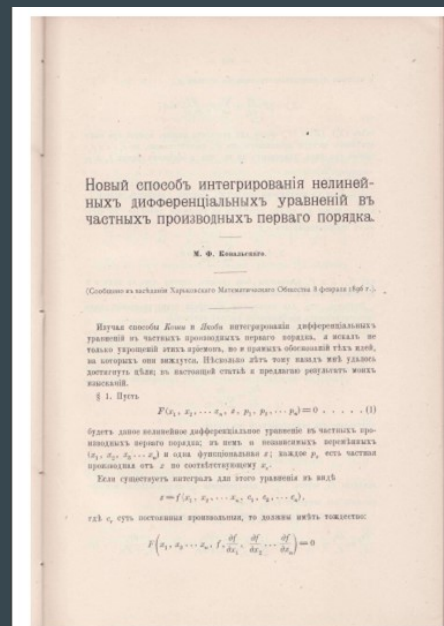 Новый способъ интегрированія нелиней-
ныхъ дифференціальныхъ уравненій въ
частныхъ производныхъ перваго порядка.
М. Ф. Ковальскаго.
(Сообщено въ засѣданіи Харьковскаго Математическаго Общества 8 февраля 1896 г.).
Изучая способы Коши и Якоби интегрированія дифференціальныхъ
уравненій въ частныхъ производныхъ перваго порядка, я искалъ не
только упрощеній этихъ пріемовъ, но и прямыхъ обоснованій тѣхъ идей,
на которыхъ они зиждутся. Нѣсколько лѣтъ тому назадъ мнѣ удалось
достигнуть цѣли; въ настоящей статьѣ я предлагаю результатъ моихъ
изысканій.
§ 1. Пусть
F(x₁, x₂, . . . xₙ, z, p₁, p₂, . . . pₙ) = 0 . . . . . (1)
будетъ данное нелинейное дифференціальное уравненіе въ частныхъ про-
изводныхъ перваго порядка; въ немъ n независимыхъ перемѣнныхъ
(x₁, x₂, x₃ . . . xₙ) и одна функціональная z; каждое pᵢ есть частная
производная отъ z по соотвѣтствующему xᵢ.
Если существуетъ интегралъ для этого уравненія въ видѣ
z = f(x₁, x₂, . . . xₙ, c₁, c₂, . . . cₙ),
гдѣ cᵢ суть постоянныя произвольныя, то должны имѣть тождество:
F(x₁, x₂ . . . xₙ, f, ∂f/∂x₁, ∂f/∂x₂ . . . ∂f/∂xₙ) = 0